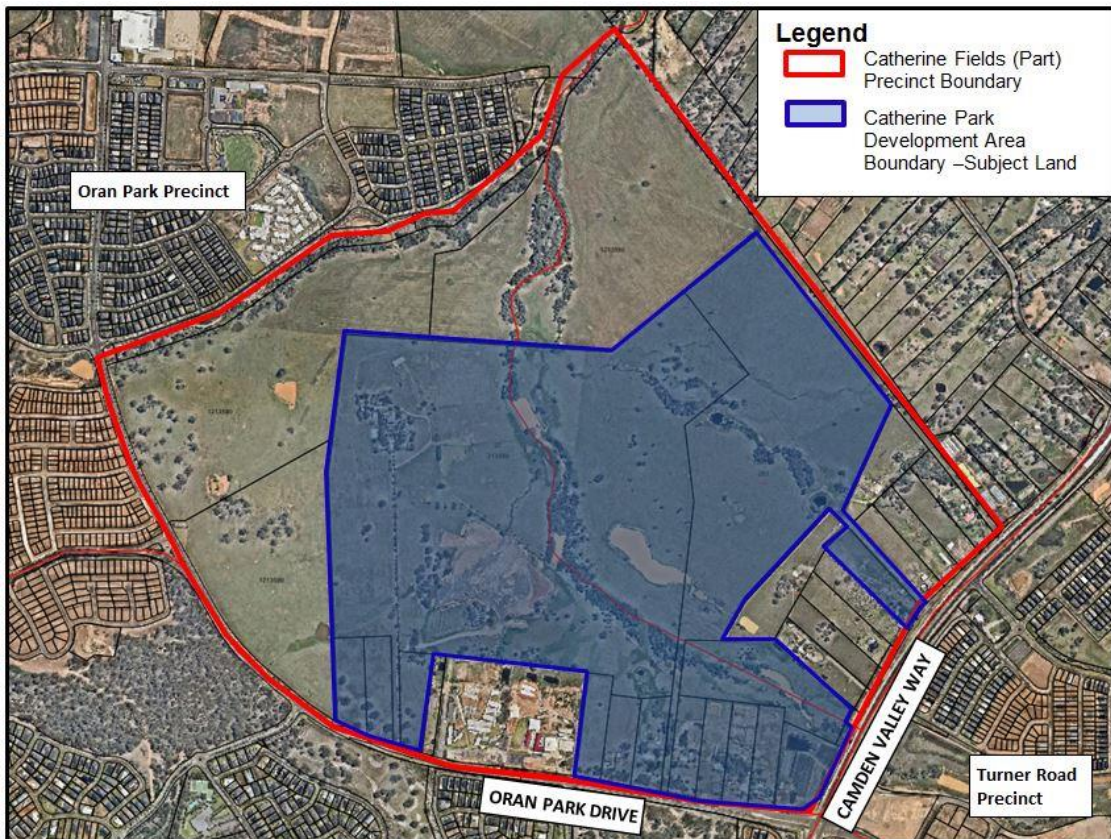 Legend
Catherine Fields (Part)
Precinct Boundary
Catherine Park
Development Area
Boundary –Subject Land
Oran Park Precinct
ORAN PARK DRIVE
CAMDEN VALLEY WAY
Turner Road
Precinct